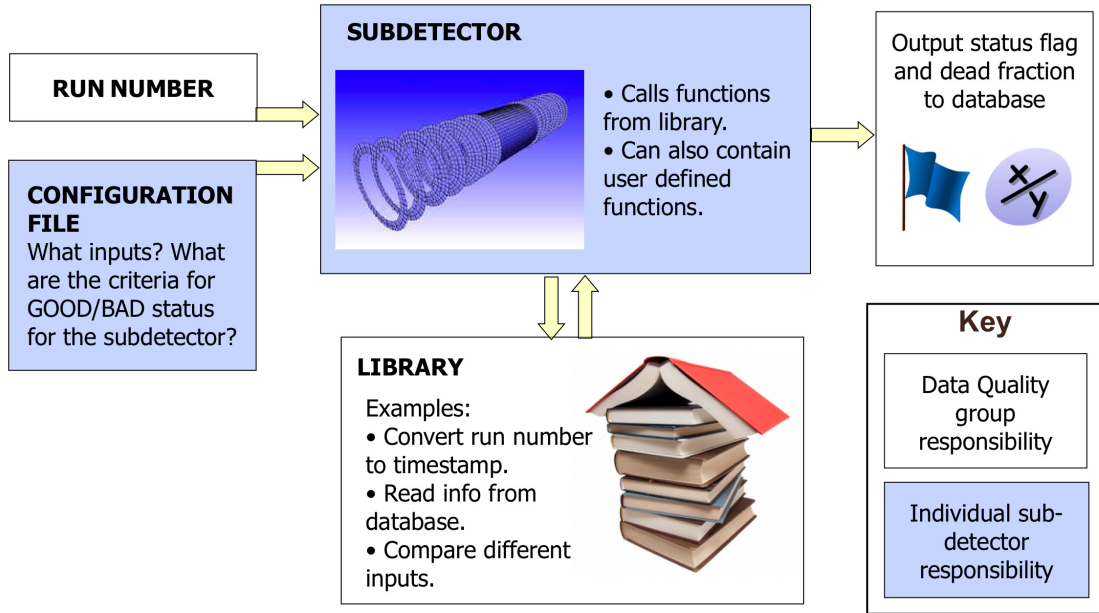 RUN NUMBER
CONFIGURATION
FILE
What inputs? What
are the criteria for
GOOD/BAD status
for the subdetector?
SUBDETECTOR
• Calls functions
from library.
• Can also contain
user defined
functions.
Output status flag
and dead fraction
to database
X
Y
LIBRARY
Examples:
• Convert run number
to timestamp.
• Read info from
database.
• Compare different
inputs.
Key
Data Quality
group
responsibility
Individual sub-
detector
responsibility